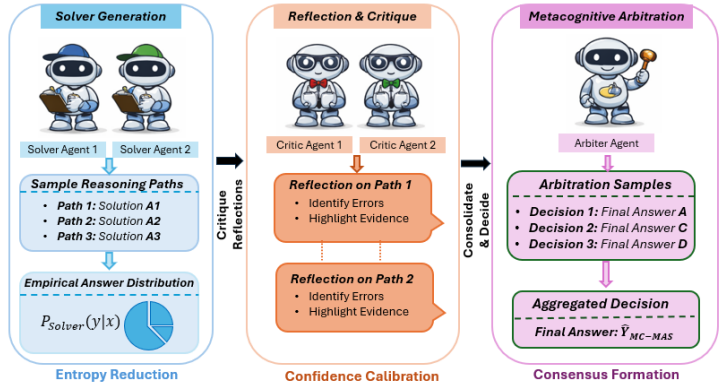 Solver Generation
Solver Agent 1
Solver Agent 2
Sample Reasoning Paths
• Path 1: Solution A1
• Path 2: Solution A2
• Path 3: Solution A3
Empirical Answer Distribution
P_Solver(y|x)
Entropy Reduction
Critique
Reflections
Reflection & Critique
Critic Agent 1
Critic Agent 2
Reflection on Path 1
• Identify Errors
• Highlight Evidence
Reflection on Path 2
• Identify Errors
• Highlight Evidence
Confidence Calibration
Consolidate
& Decide
Metacognitive Arbitration
Arbiter Agent
Arbitration Samples
• Decision 1: Final Answer A
• Decision 2: Final Answer C
• Decision 3: Final Answer D
Aggregated Decision
Final Answer: Ŷ_MC−MAS
Consensus Formation